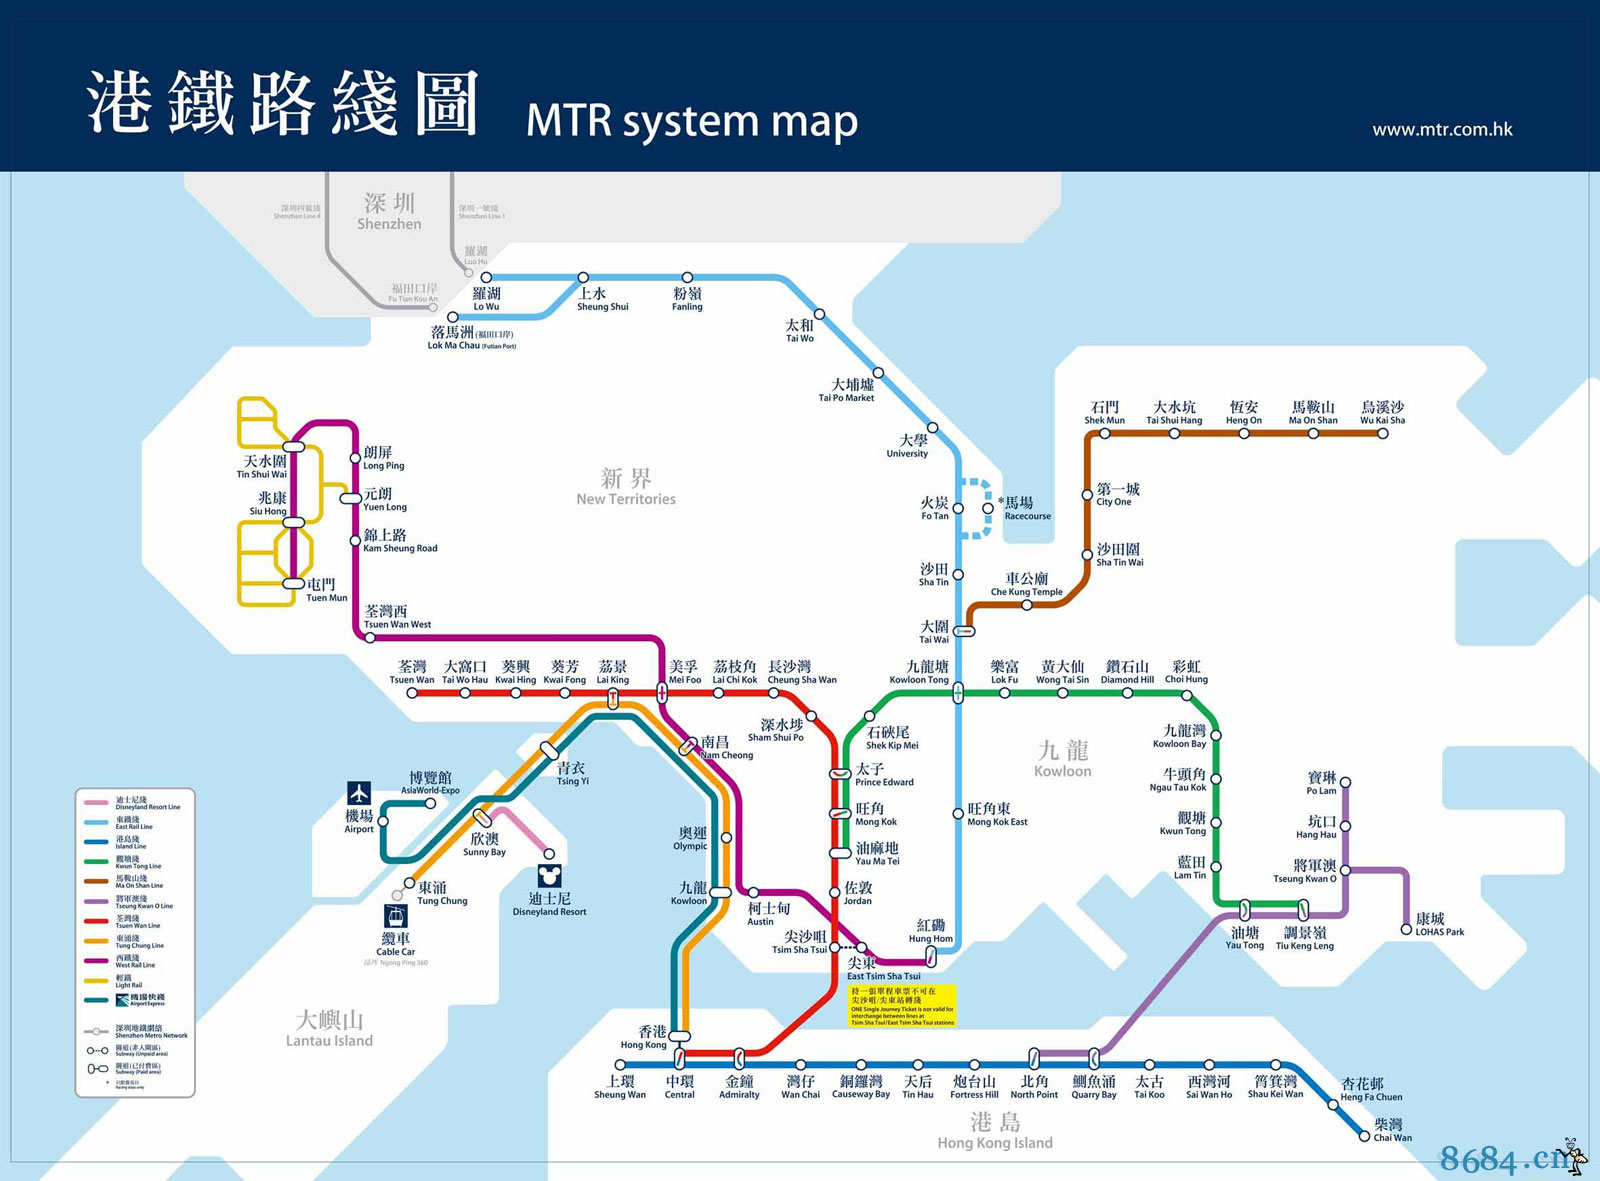 港鐵路綫圖 MTR system map
www.mtr.com.hk
深圳四號綫
Shenzhen Line 4
深圳
Shenzhen
深圳一號綫
Shenzhen Line 1
羅湖
Luo Hu
福田口岸
Fu Tian Kou An
羅湖
Lo Wu
上水
Sheung Shui
粉嶺
Fanling
落馬洲(福田口岸)
Lok Ma Chau (Futian Port)
太和
Tai Wo
大埔墟
Tai Po Market
大學
University
火炭
Fo Tan
*馬場
Racecourse
沙田
Sha Tin
大圍
Tai Wai
車公廟
Che Kung Temple
沙田圍
Sha Tin Wai
第一城
City One
石門
Shek Mun
大水坑
Tai Shui Hang
恆安
Heng On
馬鞍山
Ma On Shan
烏溪沙
Wu Kai Sha
新界
New Territories
天水圍
Tin Shui Wai
朗屏
Long Ping
兆康
Siu Hong
元朗
Yuen Long
錦上路
Kam Sheung Road
屯門
Tuen Mun
荃灣西
Tsuen Wan West
荃灣
Tsuen Wan
大窩口
Tai Wo Hau
葵興
Kwai Hing
葵芳
Kwai Fong
荔景
Lai King
美孚
Mei Foo
荔枝角
Lai Chi Kok
長沙灣
Cheung Sha Wan
九龍塘
Kowloon Tong
樂富
Lok Fu
黃大仙
Wong Tai Sin
鑽石山
Diamond Hill
彩虹
Choi Hung
深水埗
Sham Shui Po
石硤尾
Shek Kip Mei
南昌
Nam Cheong
太子
Prince Edward
旺角
Mong Kok
油麻地
Yau Ma Tei
旺角東
Mong Kok East
九龍
Kowloon
九龍灣
Kowloon Bay
牛頭角
Ngau Tau Kok
觀塘
Kwun Tong
藍田
Lam Tin
寶琳
Po Lam
坑口
Hang Hau
將軍澳
Tseung Kwan O
康城
LOHAS Park
油塘
Yau Tong
調景嶺
Tiu Keng Leng
青衣
Tsing Yi
博覽館
AsiaWorld-Expo
機場
Airport
欣澳
Sunny Bay
東涌
Tung Chung
迪士尼
Disneyland Resort
纜車
Cable Car
昂坪 Ngong Ping 360
奧運
Olympic
九龍
Kowloon
柯士甸
Austin
佐敦
Jordan
尖沙咀
Tsim Sha Tsui
尖東
East Tsim Sha Tsui
紅磡
Hung Hom
持一張單程車票不可在
尖沙咀/尖東站轉綫
ONE Single Journey Ticket is not valid for
interchange between lines at
Tsim Sha Tsui/East Tsim Sha Tsui stations
大嶼山
Lantau Island
香港
Hong Kong
上環
Sheung Wan
中環
Central
金鐘
Admiralty
灣仔
Wan Chai
銅鑼灣
Causeway Bay
天后
Tin Hau
炮台山
Fortress Hill
北角
North Point
鰂魚涌
Quarry Bay
太古
Tai Koo
西灣河
Sai Wan Ho
筲箕灣
Shau Kei Wan
杏花邨
Heng Fa Chuen
柴灣
Chai Wan
港島
Hong Kong Island
迪士尼綫
Disneyland Resort Line
東鐵綫
East Rail Line
港島綫
Island Line
觀塘綫
Kwun Tong Line
馬鞍山綫
Ma On Shan Line
將軍澳綫
Tseung Kwan O Line
荃灣綫
Tsuen Wan Line
東涌綫
Tung Chung Line
西鐵綫
West Rail Line
輕鐵
Light Rail
機場快綫
Airport Express
深圳地鐵網絡
Shenzhen Metro Network
隧道(非入閘區)
Subway (Unpaid area)
隧道(已付費區)
Subway (Paid area)
* 只限賽馬日
Racing days only
8684.cn